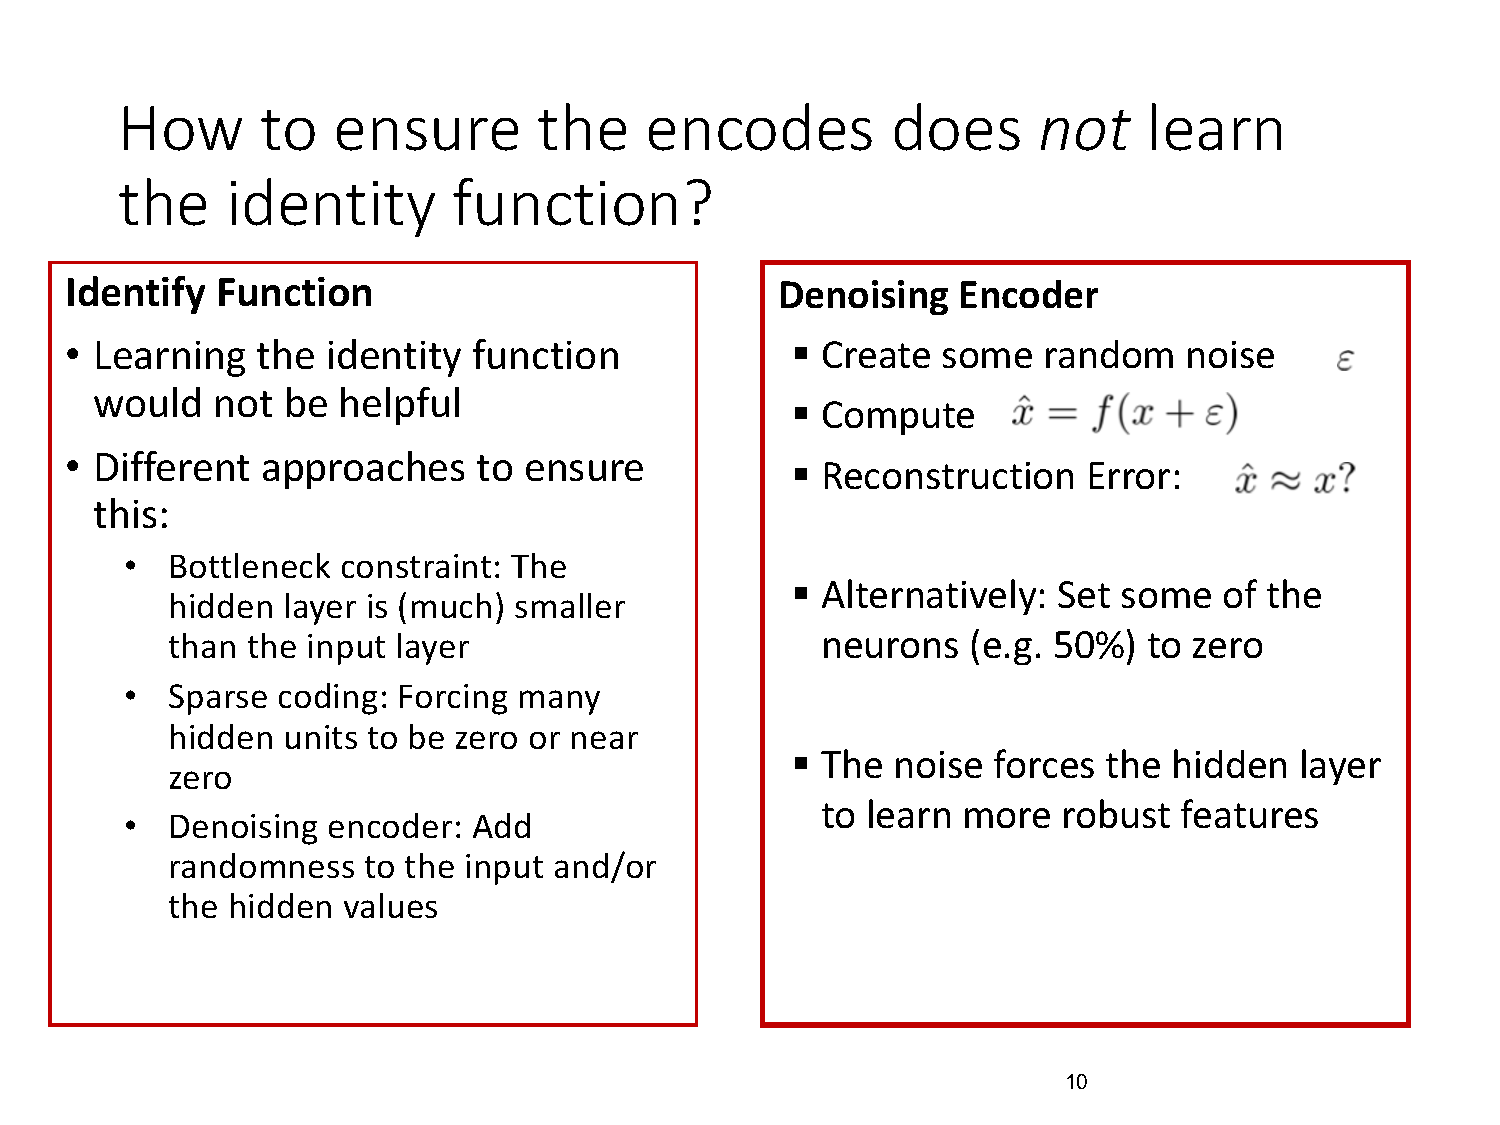 How to ensure the encodes does not learn
the identity function?
Identify Function
• Learning the identity function
would not be helpful
• Different approaches to ensure
this:
• Bottleneck constraint: The
hidden layer is (much) smaller
than the input layer
• Sparse coding: Forcing many
hidden units to be zero or near
zero
• Denoising encoder: Add
randomness to the input and/or
the hidden values
Denoising Encoder
▪ Create some random noise ε
▪ Compute x̂ = f(x + ε)
▪ Reconstruction Error: x̂ ≈ x?
▪ Alternatively: Set some of the
neurons (e.g. 50%) to zero
▪ The noise forces the hidden layer
to learn more robust features
10